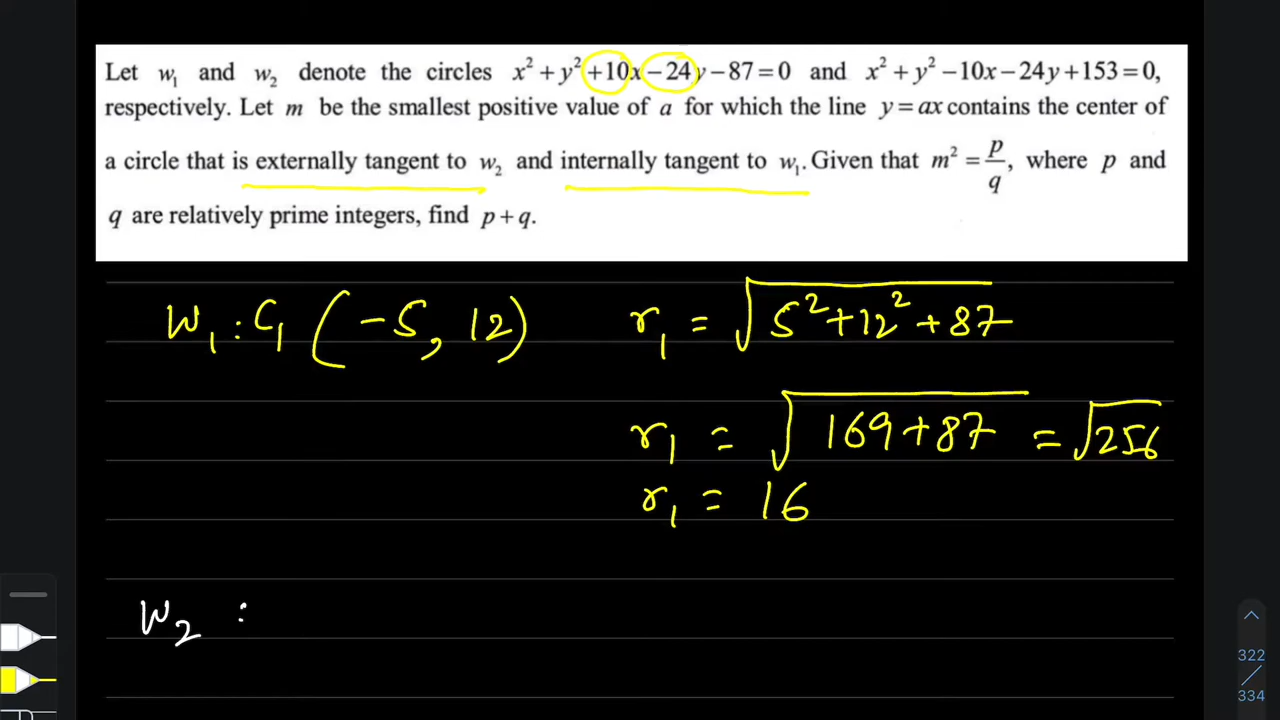 Let w₁ and w₂ denote the circles x² + y² + 10x − 24y − 87 = 0 and x² + y² − 10x − 24y + 153 = 0,
respectively. Let m be the smallest positive value of a for which the line y = ax contains the center of
a circle that is externally tangent to w₂ and internally tangent to w₁. Given that m² = p/q, where p and
q are relatively prime integers, find p + q.
W₁ : C₁ (−5, 12) r₁ = √(5² + 12² + 87)
r₁ = √(169 + 87) = √256
r₁ = 16
W₂ :
322
334